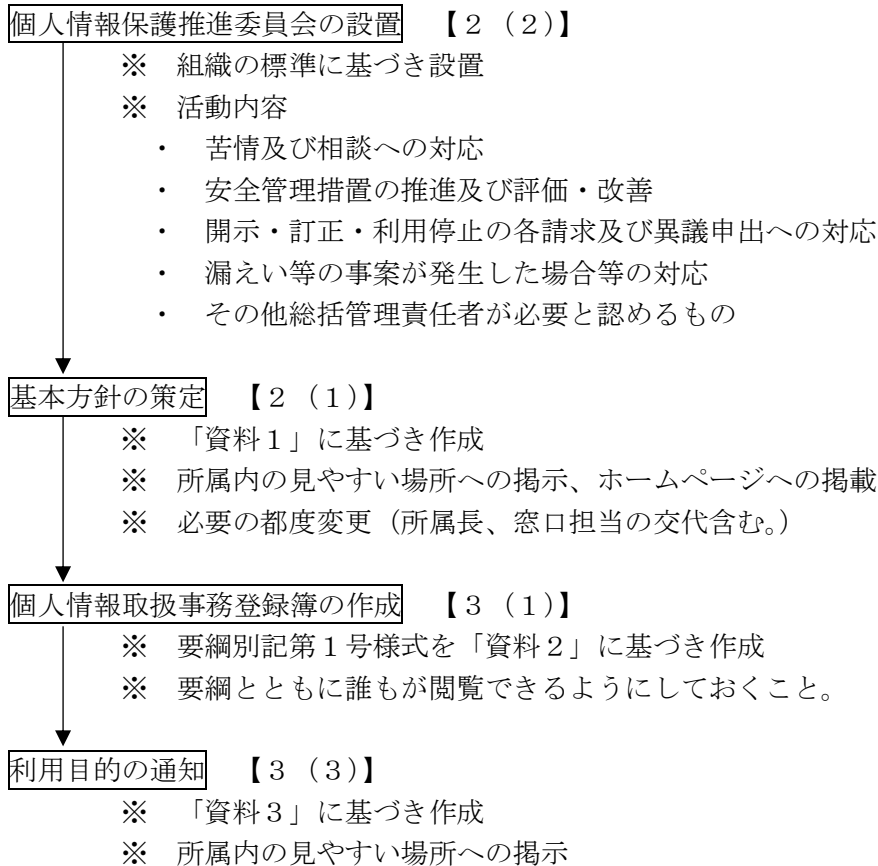 個人情報保護推進委員会の設置　【２（２）】
※　組織の標準に基づき設置
※　活動内容
・　苦情及び相談への対応
・　安全管理措置の推進及び評価・改善
・　開示・訂正・利用停止の各請求及び異議申出への対応
・　漏えい等の事案が発生した場合等の対応
・　その他総括管理責任者が必要と認めるもの
基本方針の策定　【２（１）】
※　「資料１」に基づき作成
※　所属内の見やすい場所への掲示、ホームページへの掲載
※　必要の都度変更（所属長、窓口担当の交代含む。）
個人情報取扱事務登録簿の作成　【３（１）】
※　要綱別記第１号様式を「資料２」に基づき作成
※　要綱とともに誰もが閲覧できるようにしておくこと。
利用目的の通知　【３（３）】
※　「資料３」に基づき作成
※　所属内の見やすい場所への掲示